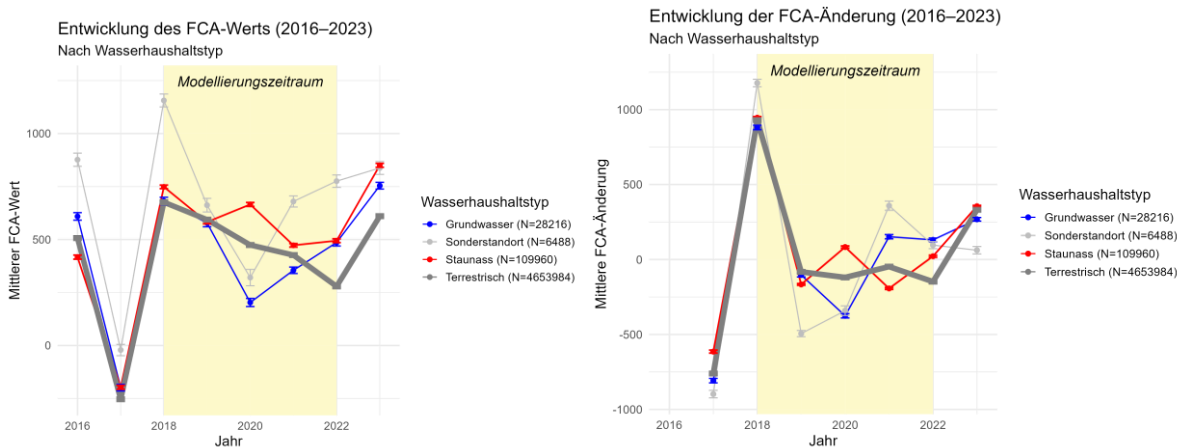 Entwicklung des FCA-Werts (2016–2023)
Nach Wasserhaushaltstyp
Modellierungszeitraum
1000
500
0
Mittlerer FCA-Wert
2016
2018
2020
2022
Jahr
Wasserhaushaltstyp
Grundwasser (N=28216)
Sonderstandort (N=6488)
Staunass (N=109960)
Terrestrisch (N=4653984)
Entwicklung der FCA-Änderung (2016–2023)
Nach Wasserhaushaltstyp
Modellierungszeitraum
1000
500
0
-500
-1000
Mittlere FCA-Änderung
2016
2018
2020
2022
Jahr
Wasserhaushaltstyp
Grundwasser (N=28216)
Sonderstandort (N=6488)
Staunass (N=109960)
Terrestrisch (N=4653984)